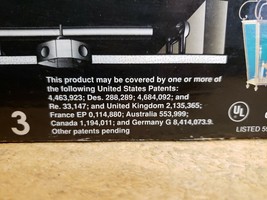 This product may be covered by one or more of
the following United States Patents:
4,463,923; Des. 288,289; 4,684,092; and
Re. 33,147; and United Kingdom 2,135,365;
France EP 0,114,880; Australia 553,999;
Canada 1,194,011; and Germany G 8,414,073.9.
Other patents pending
3
UL
LISTED